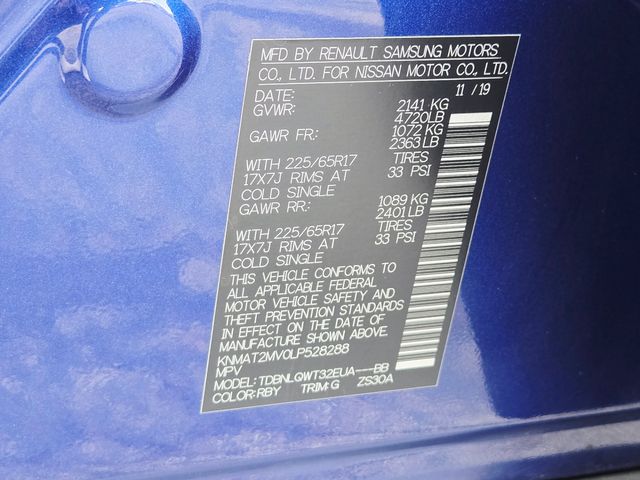 MFD BY RENAULT SAMSUNG MOTORS
CO., LTD. FOR NISSAN MOTOR CO., LTD.
DATE: 11 / 19
GVWR: 2141 KG
4720LB
GAWR FR: 1072 KG
2363 LB
WITH 225/65R17 TIRES
17X7J RIMS AT 33 PSI
COLD SINGLE
GAWR RR: 1089 KG
2401 LB
WITH 225/65R17 TIRES
17X7J RIMS AT 33 PSI
COLD SINGLE
THIS VEHICLE CONFORMS TO
ALL APPLICABLE FEDERAL
MOTOR VEHICLE SAFETY AND
THEFT PREVENTION STANDARDS
IN EFFECT ON THE DATE OF
MANUFACTURE SHOWN ABOVE.
KNMAT2MV0LP528288
MPV
MODEL: TDBNLQWT32EUA---BB
COLOR: RBY TRIM:G ZS30A